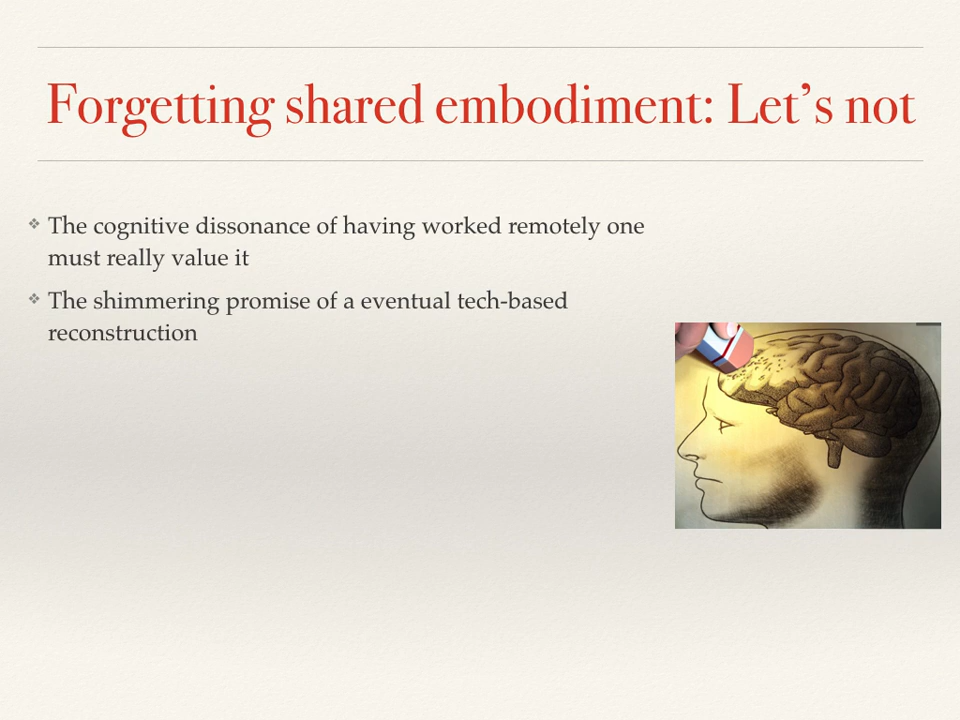 Forgetting shared embodiment: Let’s not
❖ The cognitive dissonance of having worked remotely one
must really value it
❖ The shimmering promise of a eventual tech-based
reconstruction